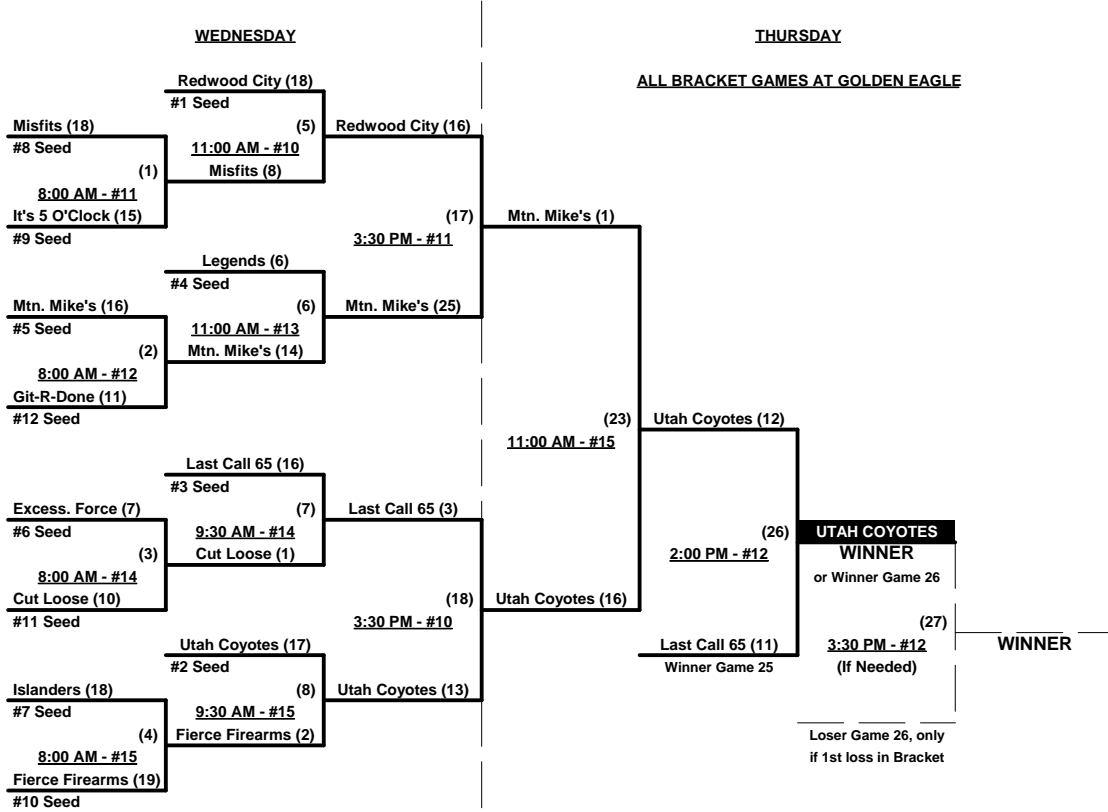 WEDNESDAY
THURSDAY
ALL BRACKET GAMES AT GOLDEN EAGLE
Redwood City (18)
#1 Seed
Misfits (18)
#8 Seed
(5)
11:00 AM - #10
Redwood City (16)
(1)
8:00 AM - #11
Misfits (8)
It's 5 O'Clock (15)
#9 Seed
(17)
3:30 PM - #11
Mtn. Mike's (1)
Legends (6)
#4 Seed
Mtn. Mike's (16)
#5 Seed
(6)
11:00 AM - #13
Mtn. Mike's (25)
(2)
8:00 AM - #12
Mtn. Mike's (14)
Git-R-Done (11)
#12 Seed
(23)
11:00 AM - #15
Utah Coyotes (12)
Last Call 65 (16)
#3 Seed
Excess. Force (7)
#6 Seed
(7)
9:30 AM - #14
Last Call 65 (3)
(3)
8:00 AM - #14
Cut Loose (1)
Cut Loose (10)
#11 Seed
(26)
2:00 PM - #12
UTAH COYOTES
WINNER
or Winner Game 26
(18)
3:30 PM - #10
Utah Coyotes (16)
Utah Coyotes (17)
#2 Seed
Last Call 65 (11)
Winner Game 25
(27)
3:30 PM - #12
(If Needed)
WINNER
Islanders (18)
#7 Seed
(8)
9:30 AM - #15
Utah Coyotes (13)
(4)
8:00 AM - #15
Fierce Firearms (2)
Fierce Firearms (19)
#10 Seed
Loser Game 26, only
if 1st loss in Bracket